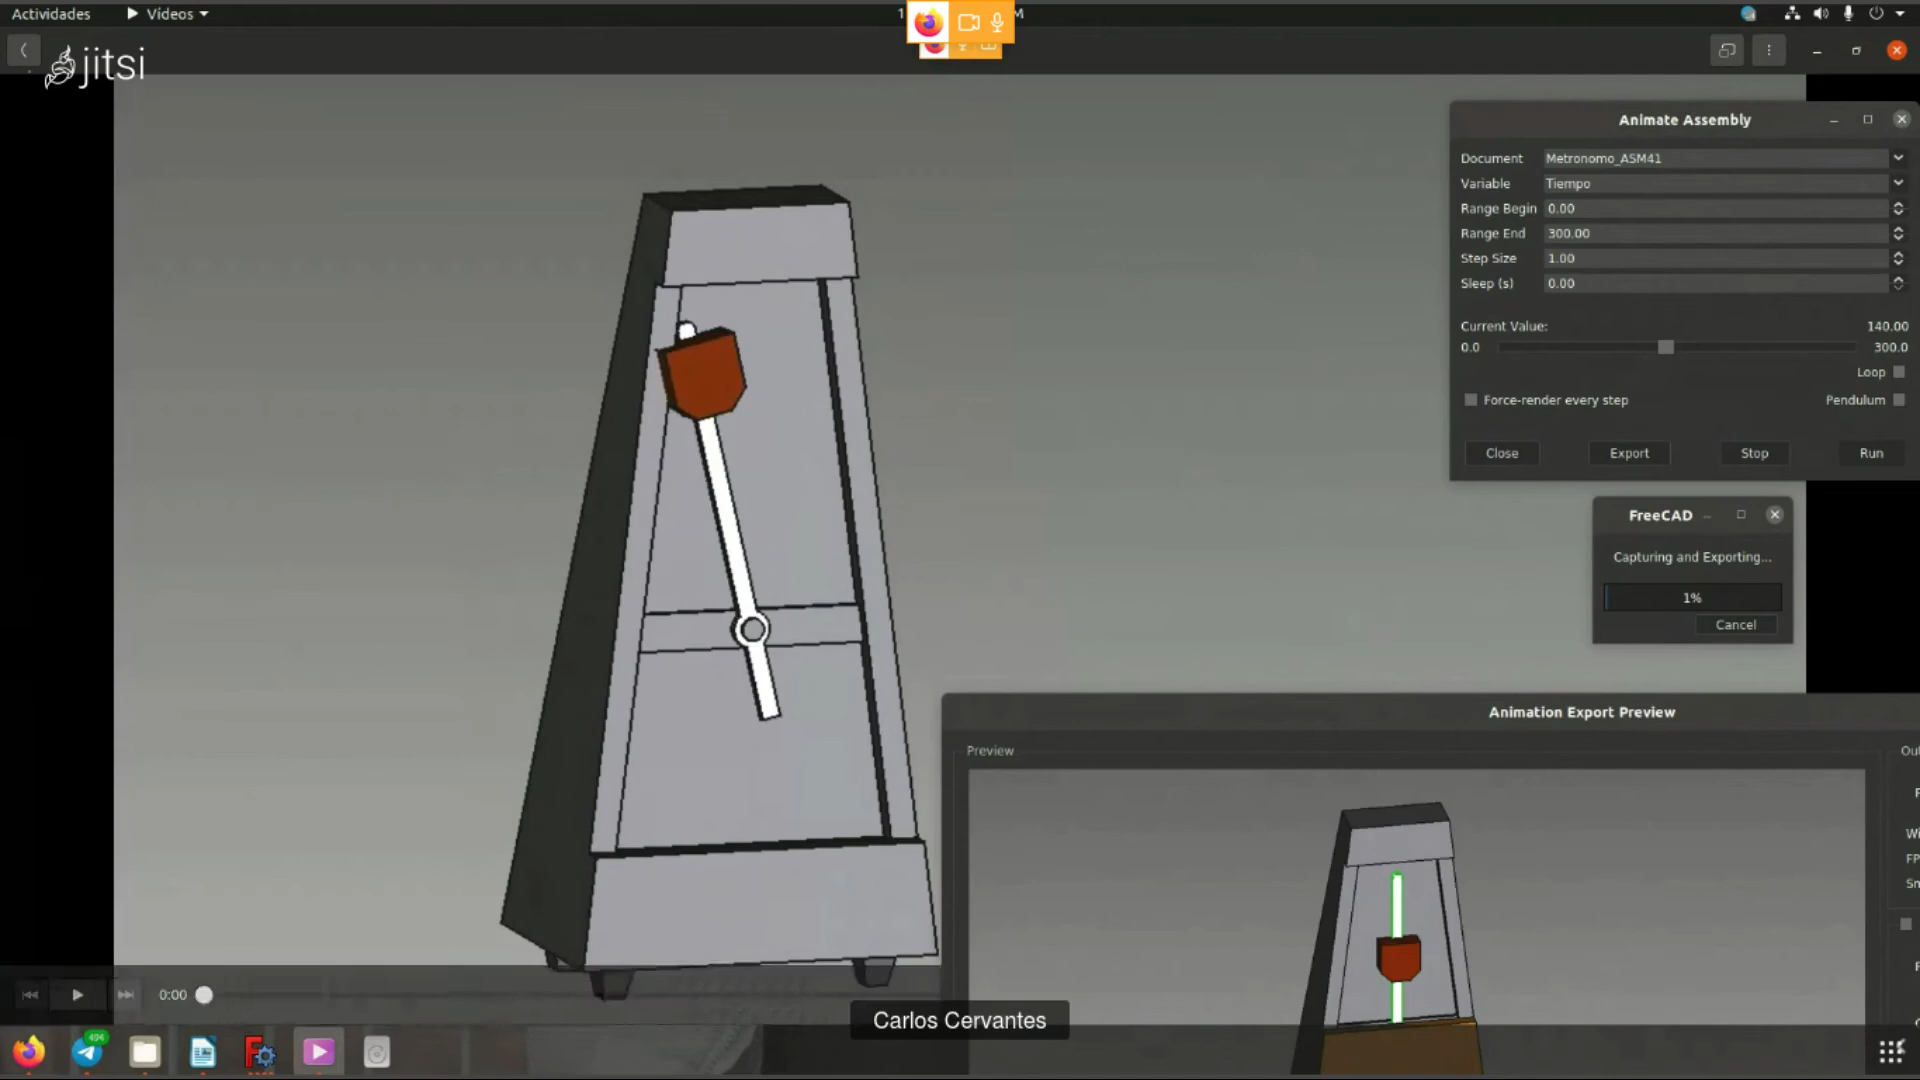 Actividades
Vídeos
jitsi
Animate Assembly
Document Metronomo_ASM41
Variable Tiempo
Range Begin 0.00
Range End 300.00
Step Size 1.00
Sleep (s) 0.00
Current Value: 140.00
0.0 300.0
Loop
Force-render every step Pendulum
Close Export Stop Run
FreeCAD
Capturing and Exporting...
1%
Cancel
Animation Export Preview
Preview
0:00
Carlos Cervantes
494